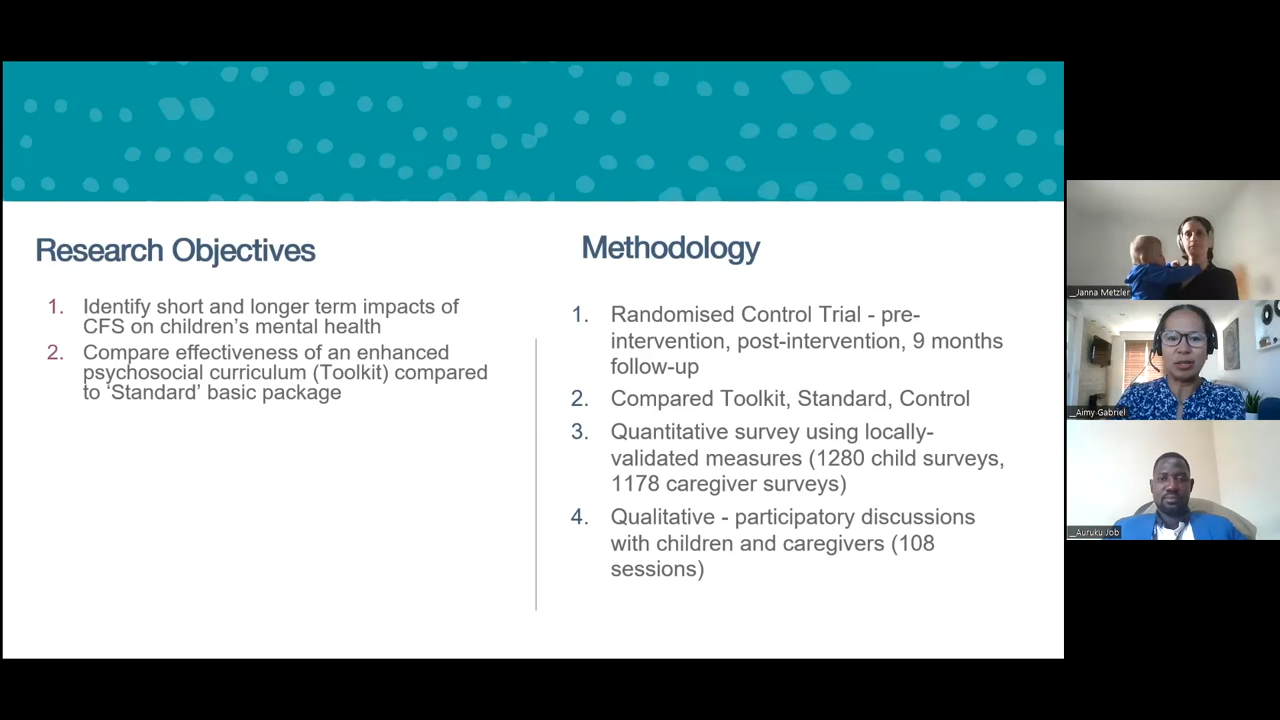 Research Objectives
1. Identify short and longer term impacts of
CFS on children's mental health
2. Compare effectiveness of an enhanced
psychosocial curriculum (Toolkit) compared
to ‘Standard’ basic package
Methodology
1. Randomised Control Trial - pre-
intervention, post-intervention, 9 months
follow-up
2. Compared Toolkit, Standard, Control
3. Quantitative survey using locally-
validated measures (1280 child surveys,
1178 caregiver surveys)
4. Qualitative - participatory discussions
with children and caregivers (108
sessions)
_Janna Metzler
_Aimy Gabriel
_Auruku Job